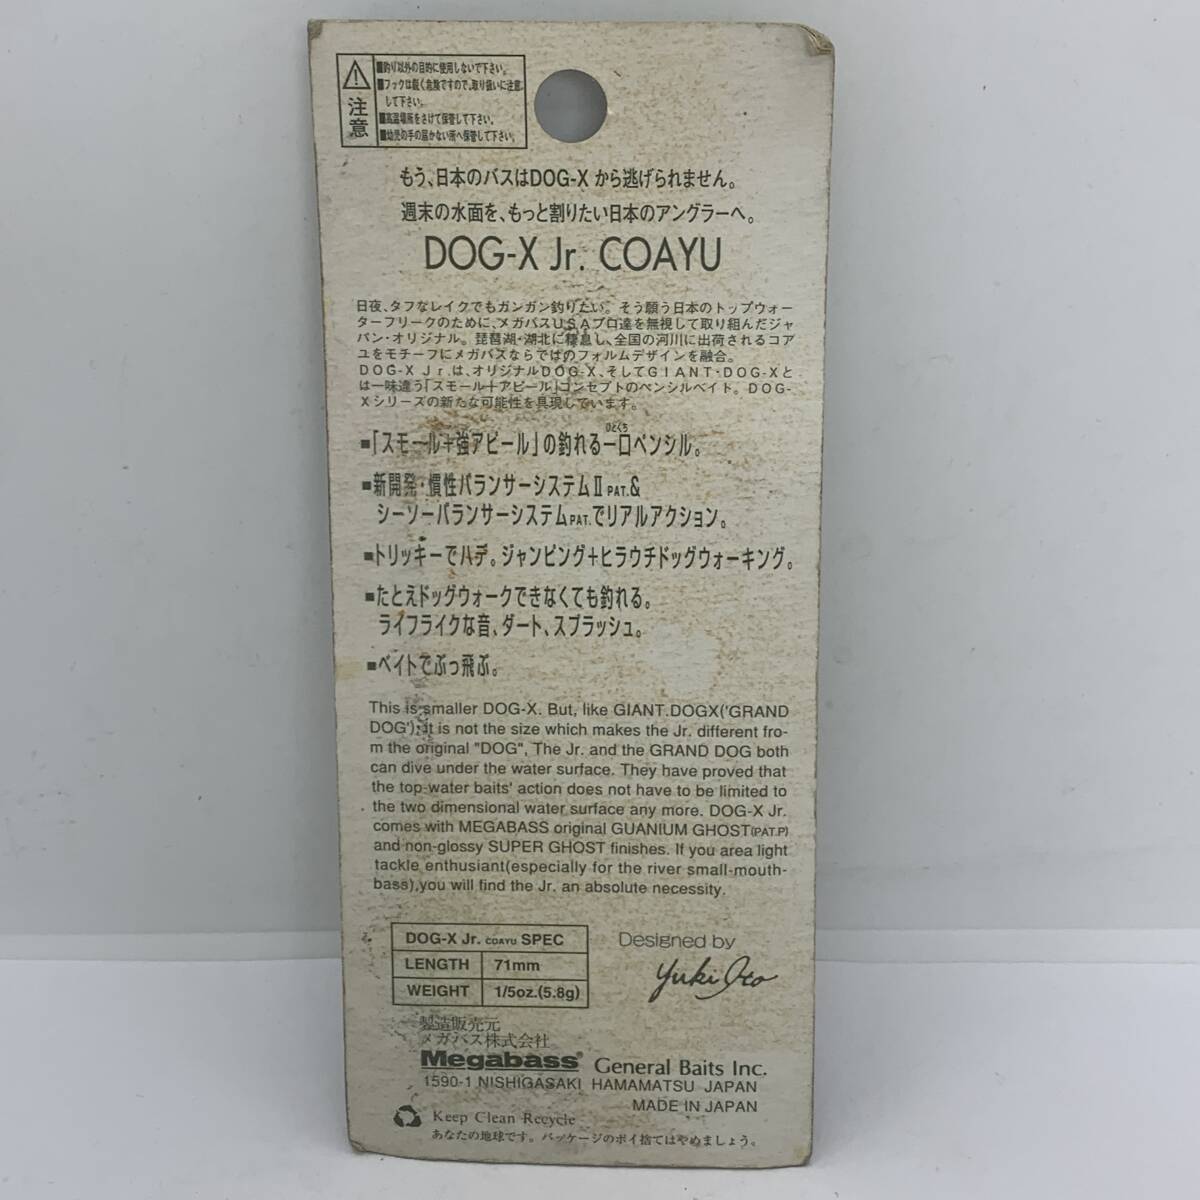 注意
■釣り以外の目的に使用しないで下さい。
■フックは鋭く危険ですので、取り扱いに注意
して下さい。
■高温場所をさけて保管して下さい。
■幼児の手の届かない所へ保管して下さい。
もう、日本のバスはDOG-X から逃げられません。
週末の水面を、もっと割りたい日本のアングラーへ。
DOG-X Jr. COAYU
日夜、タフなレイクでもガンガン釣りたい。そう願う日本のトップウォー
ターフリークのために、メガバスUSAプロ達を無視して取り組んだジャ
パン・オリジナル。琵琶湖・湖北に棲息し、全国の河川に出荷されるコア
ユをモチーフにメガバスならではのフォルムデザインを融合。
DOG-X Jr.は、オリジナルDOG-X、そしてGIANT・DOG-Xと
は一味違う「スモール+アピール」コンセプトのペンシルベイト。DOG-
Xシリーズの新たな可能性を具現しています。
■「スモール+強アピール」の釣れる一口ペンシル。
ひとくち
■新開発・慣性バランサーシステムII PAT.&
シーソーバランサーシステムPAT.でリアルアクション。
■トリッキーでハデ。ジャンピング+ヒラウチドッグウォーキング。
■たとえドッグウォークできなくても釣れる。
ライフライクな音、ダート、スプラッシュ。
■ベイトでぶっ飛ぶ。
This is smaller DOG-X. But, like GIANT.DOGX('GRAND
DOG'); it is not the size which makes the Jr. different fro-
m the original "DOG", The Jr. and the GRAND DOG both
can dive under the water surface. They have proved that
the top-water baits' action does not have to be limited to
the two dimensional water surface any more. DOG-X Jr.
comes with MEGABASS original GUANIUM GHOST(PAT.P)
and non-glossy SUPER GHOST finishes. If you area light
tackle enthusiant(especially for the river small-mouth-
bass),you will find the Jr. an absolute necessity.
DOG-X Jr. COAYU SPEC
LENGTH 71mm
WEIGHT 1/5oz.(5.8g)
Designed by
Yuki Ito
製造販売元
メガバス株式会社
Megabass® General Baits Inc.
1590-1 NISHIGASAKI HAMAMATSU JAPAN
MADE IN JAPAN
Keep Clean Recycle
あなたの地球です。パッケージのポイ捨てはやめましょう。